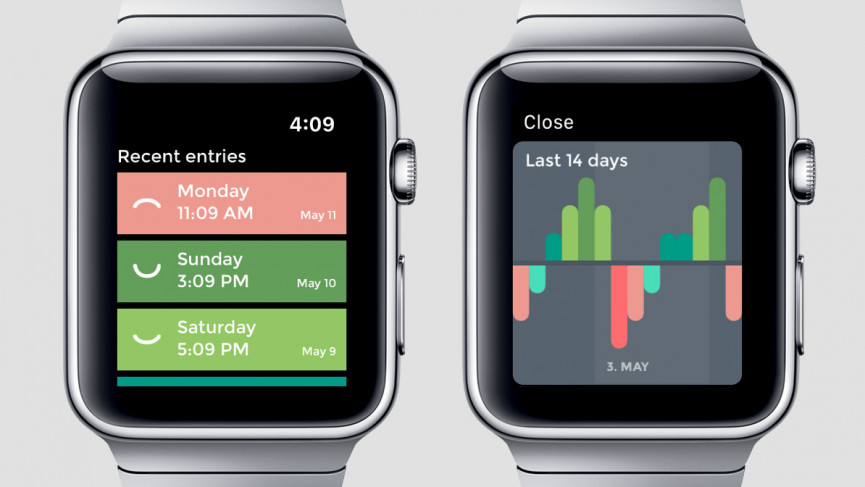 4:09
Recent entries
Monday
11:09 AM
May 11
Sunday
3:09 PM
May 10
Saturday
5:09 PM
May 9
Close
Last 14 days
3. MAY